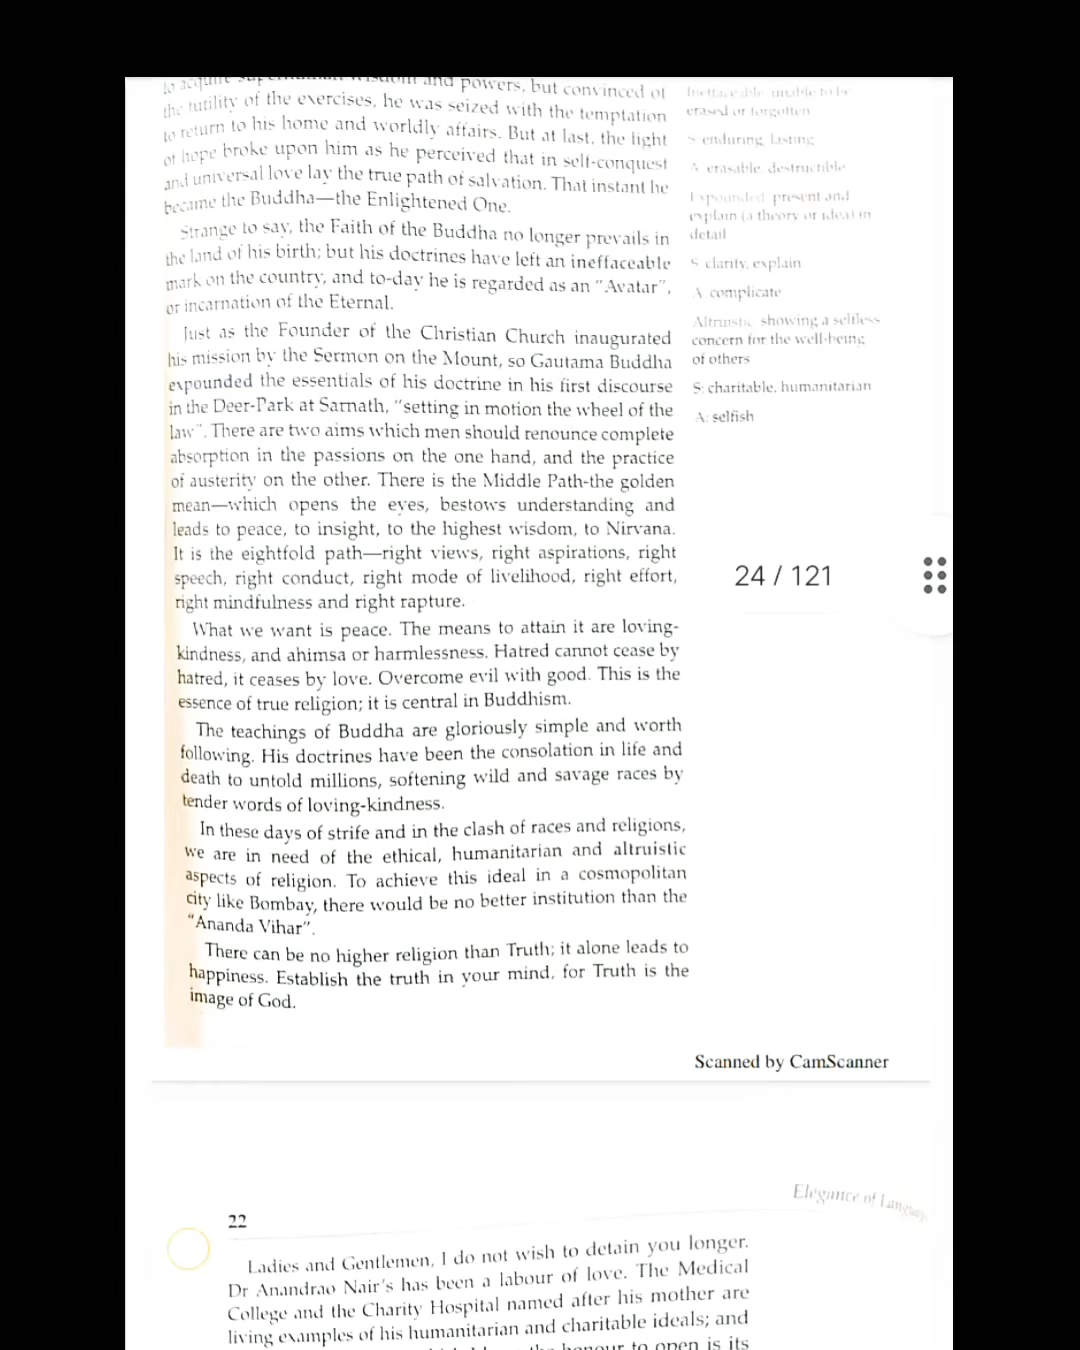 to acquire wisdom and powers, but convinced of
the futility of the exercises, he was seized with the temptation
to return to his home and worldly affairs. But at last, the light
of hope broke upon him as he perceived that in self-conquest
and universal love lay the true path of salvation. That instant he
became the Buddha—the Enlightened One.
Strange to say, the Faith of the Buddha no longer prevails in
the land of his birth; but his doctrines have left an ineffaceable
mark on the country, and to-day he is regarded as an "Avatar",
or incarnation of the Eternal.
Just as the Founder of the Christian Church inaugurated
his mission by the Sermon on the Mount, so Gautama Buddha
expounded the essentials of his doctrine in his first discourse
in the Deer-Park at Sarnath, "setting in motion the wheel of the
law". There are two aims which men should renounce complete
absorption in the passions on the one hand, and the practice
of austerity on the other. There is the Middle Path-the golden
mean—which opens the eyes, bestows understanding and
leads to peace, to insight, to the highest wisdom, to Nirvana.
It is the eightfold path—right views, right aspirations, right
speech, right conduct, right mode of livelihood, right effort,
right mindfulness and right rapture.
What we want is peace. The means to attain it are loving-
kindness, and ahimsa or harmlessness. Hatred cannot cease by
hatred, it ceases by love. Overcome evil with good. This is the
essence of true religion; it is central in Buddhism.
The teachings of Buddha are gloriously simple and worth
following. His doctrines have been the consolation in life and
death to untold millions, softening wild and savage races by
tender words of loving-kindness.
In these days of strife and in the clash of races and religions,
we are in need of the ethical, humanitarian and altruistic
aspects of religion. To achieve this ideal in a cosmopolitan
city like Bombay, there would be no better institution than the
"Ananda Vihar".
There can be no higher religion than Truth; it alone leads to
happiness. Establish the truth in your mind, for Truth is the
image of God.
Ineffaceable unable to be
erased or forgotten
S enduring, lasting
A erasable, destructible
Expounded present and
explain (a theory or idea) in
detail
S clarity, explain
A complicate
Altruistic showing a selfless
concern for the well-being
of others
S: charitable, humanitarian
A: selfish
24 / 121
Scanned by CamScanner
Elegance of Language
22
Ladies and Gentlemen, I do not wish to detain you longer.
Dr Anandrao Nair's has been a labour of love. The Medical
College and the Charity Hospital named after his mother are
living examples of his humanitarian and charitable ideals; and
honour to open is its